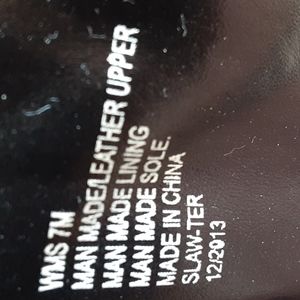 WMS 7M
MAN MADE/LEATHER UPPER
MAN MADE LINING
MAN MADE SOLE.
MADE IN CHINA
SLAW-TER
12/2013